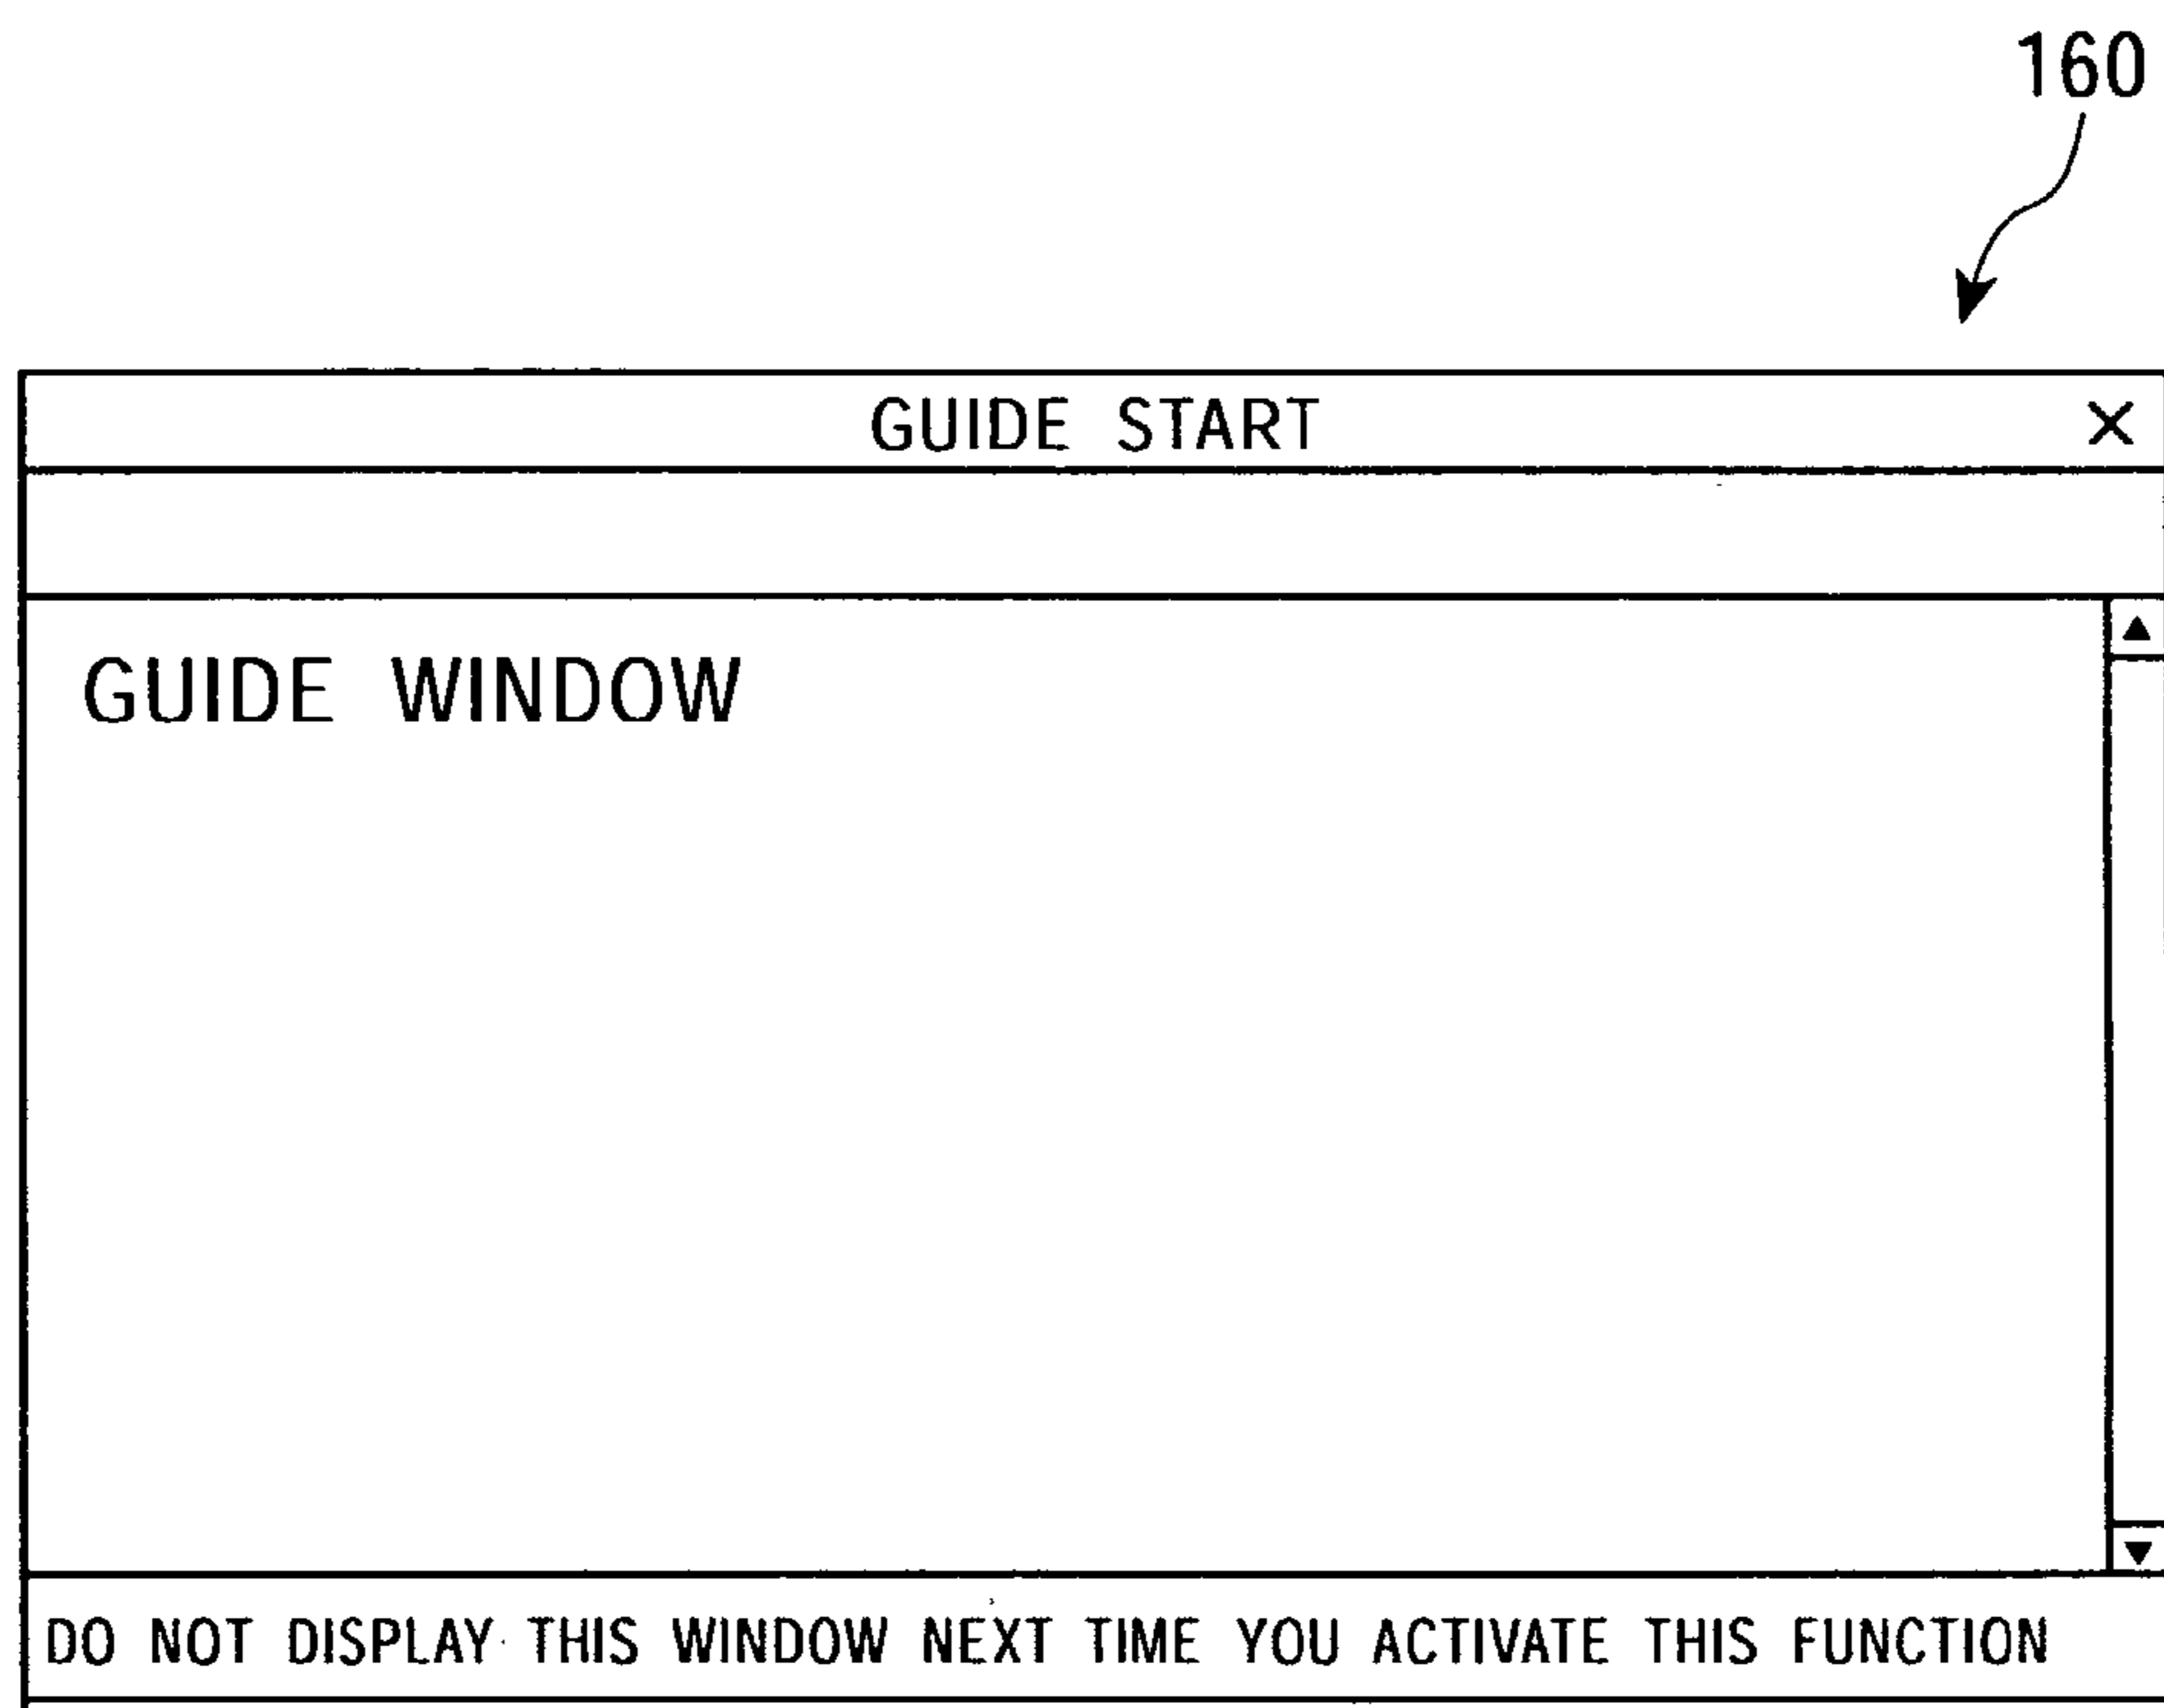 160
GUIDE START ×
GUIDE WINDOW
DO NOT DISPLAY THIS WINDOW NEXT TIME YOU ACTIVATE THIS FUNCTION